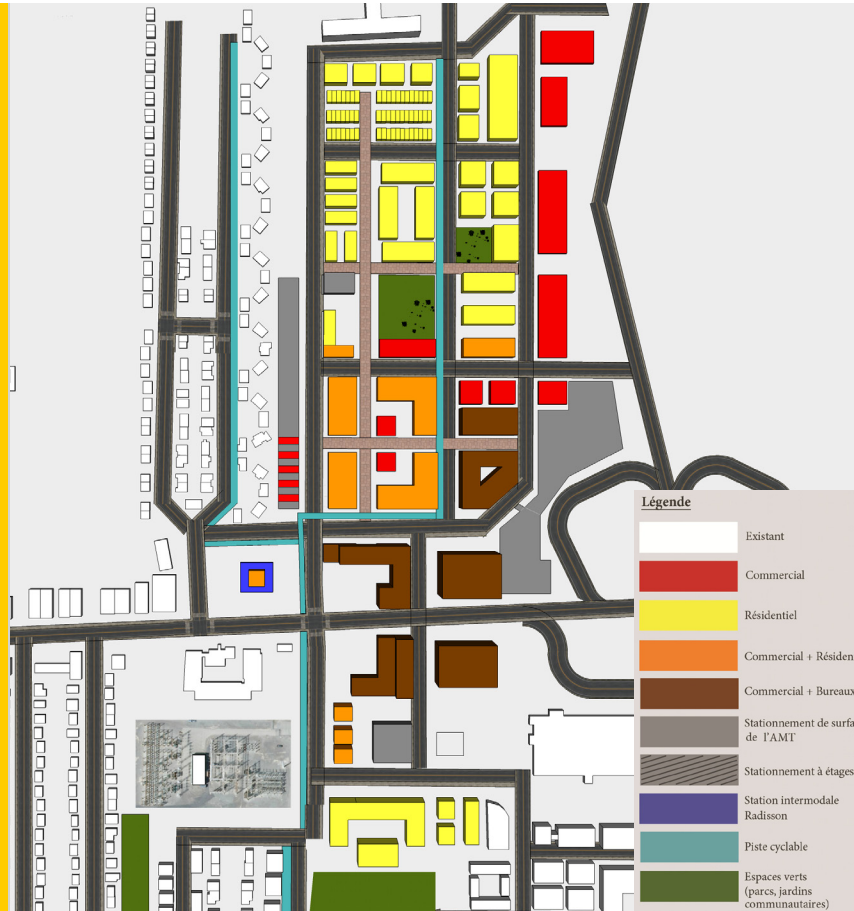 Légende
Existant
Commercial
Résidentiel
Commercial + Résiden
Commercial + Bureaux
Stationnement de surfa
de l'AMT
Stationnement à étages
Station intermodale
Radisson
Piste cyclable
Espaces verts
(parcs, jardins
communautaires)